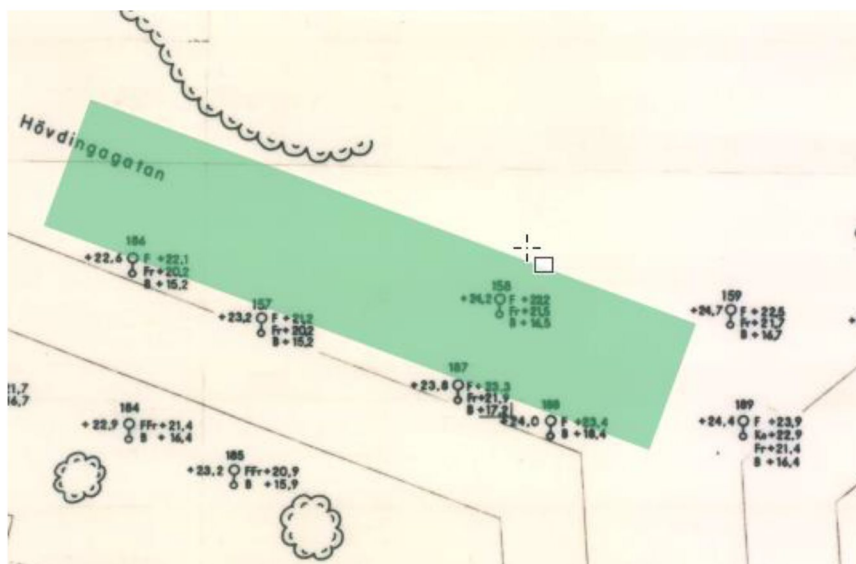 Hövdingagatan
186
+22,6 F +22,1
Fr+20,2
B +15,2
157
+23,2 F +21,2
Fr+20,2
B +15,2
158
+24,2 F +23,2
Fr+21,5
B +16,5
159
+24,7 F +22,5
Fr+21,7
B +16,7
187
+23,8 F +23,3
Fr+21,9
B +17,2
188
+24,0 F +23,4
B +18,4
189
+24,4 F +23,9
Ko+22,9
Fr+21,4
B +16,4
21,7
16,7
184
+22,9 FFr+21,4
B +16,4
185
+23,2 FFr+20,9
B +15,9